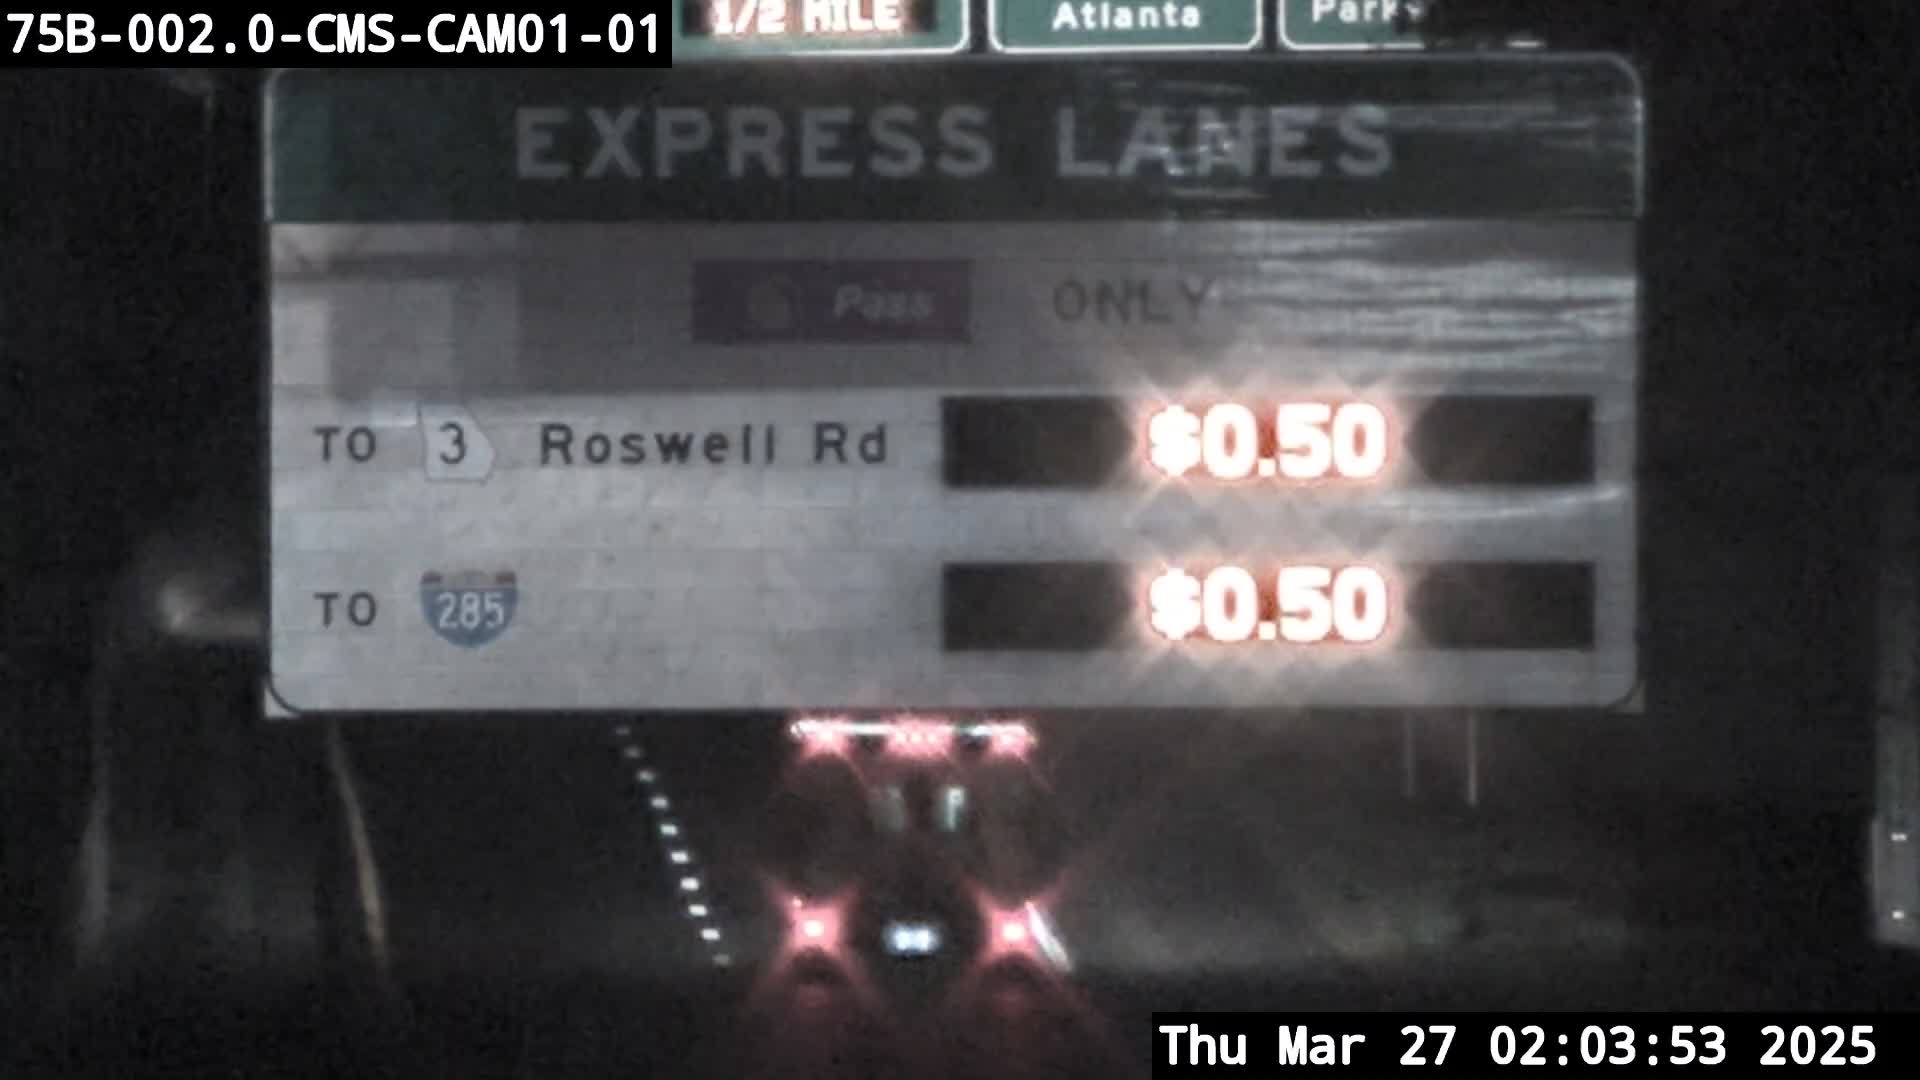 75B-002.0-CMS-CAM01-01
1/2 MILE
Atlanta
EXPRESS LANES
Pass ONLY
TO 3 Roswell Rd $0.50
TO 285 $0.50
Thu Mar 27 02:03:53 2025